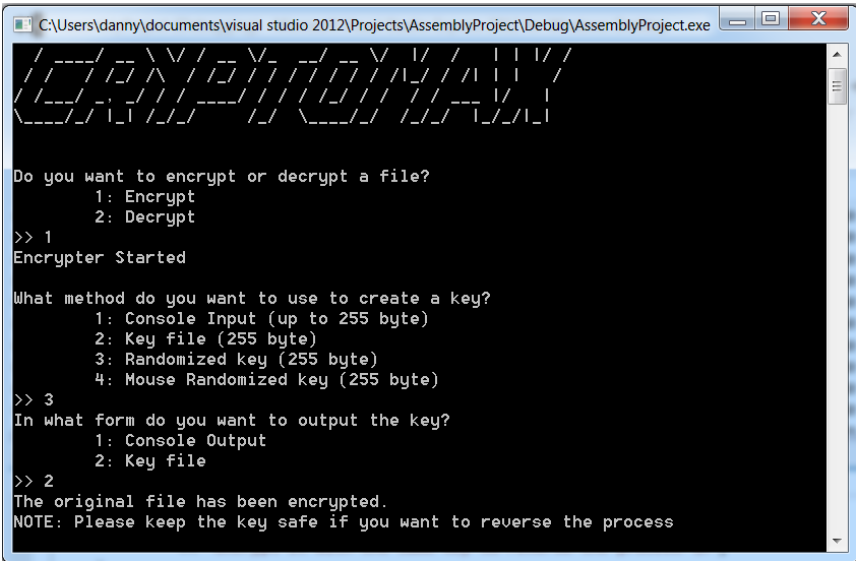 C:\Users\danny\documents\visual studio 2012\Projects\AssemblyProject\Debug\AssemblyProject.exe
CRYPTOMAX
Do you want to encrypt or decrypt a file?
1: Encrypt
2: Decrypt
>> 1
Encrypter Started
What method do you want to use to create a key?
1: Console Input (up to 255 byte)
2: Key file (255 byte)
3: Randomized key (255 byte)
4: Mouse Randomized key (255 byte)
>> 3
In what form do you want to output the key?
1: Console Output
2: Key file
>> 2
The original file has been encrypted.
NOTE: Please keep the key safe if you want to reverse the process